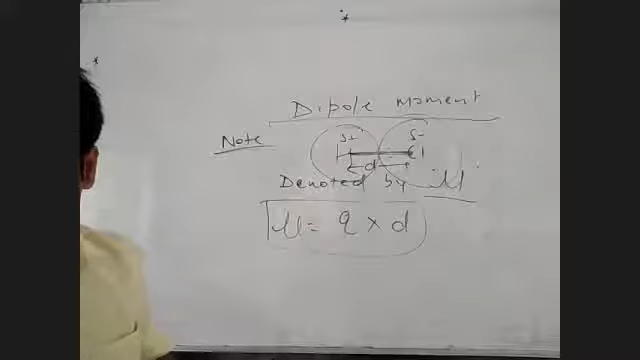 Dipole moment
δ+ δ-
Note H Cl
d
Denoted by μ
μ = q × d